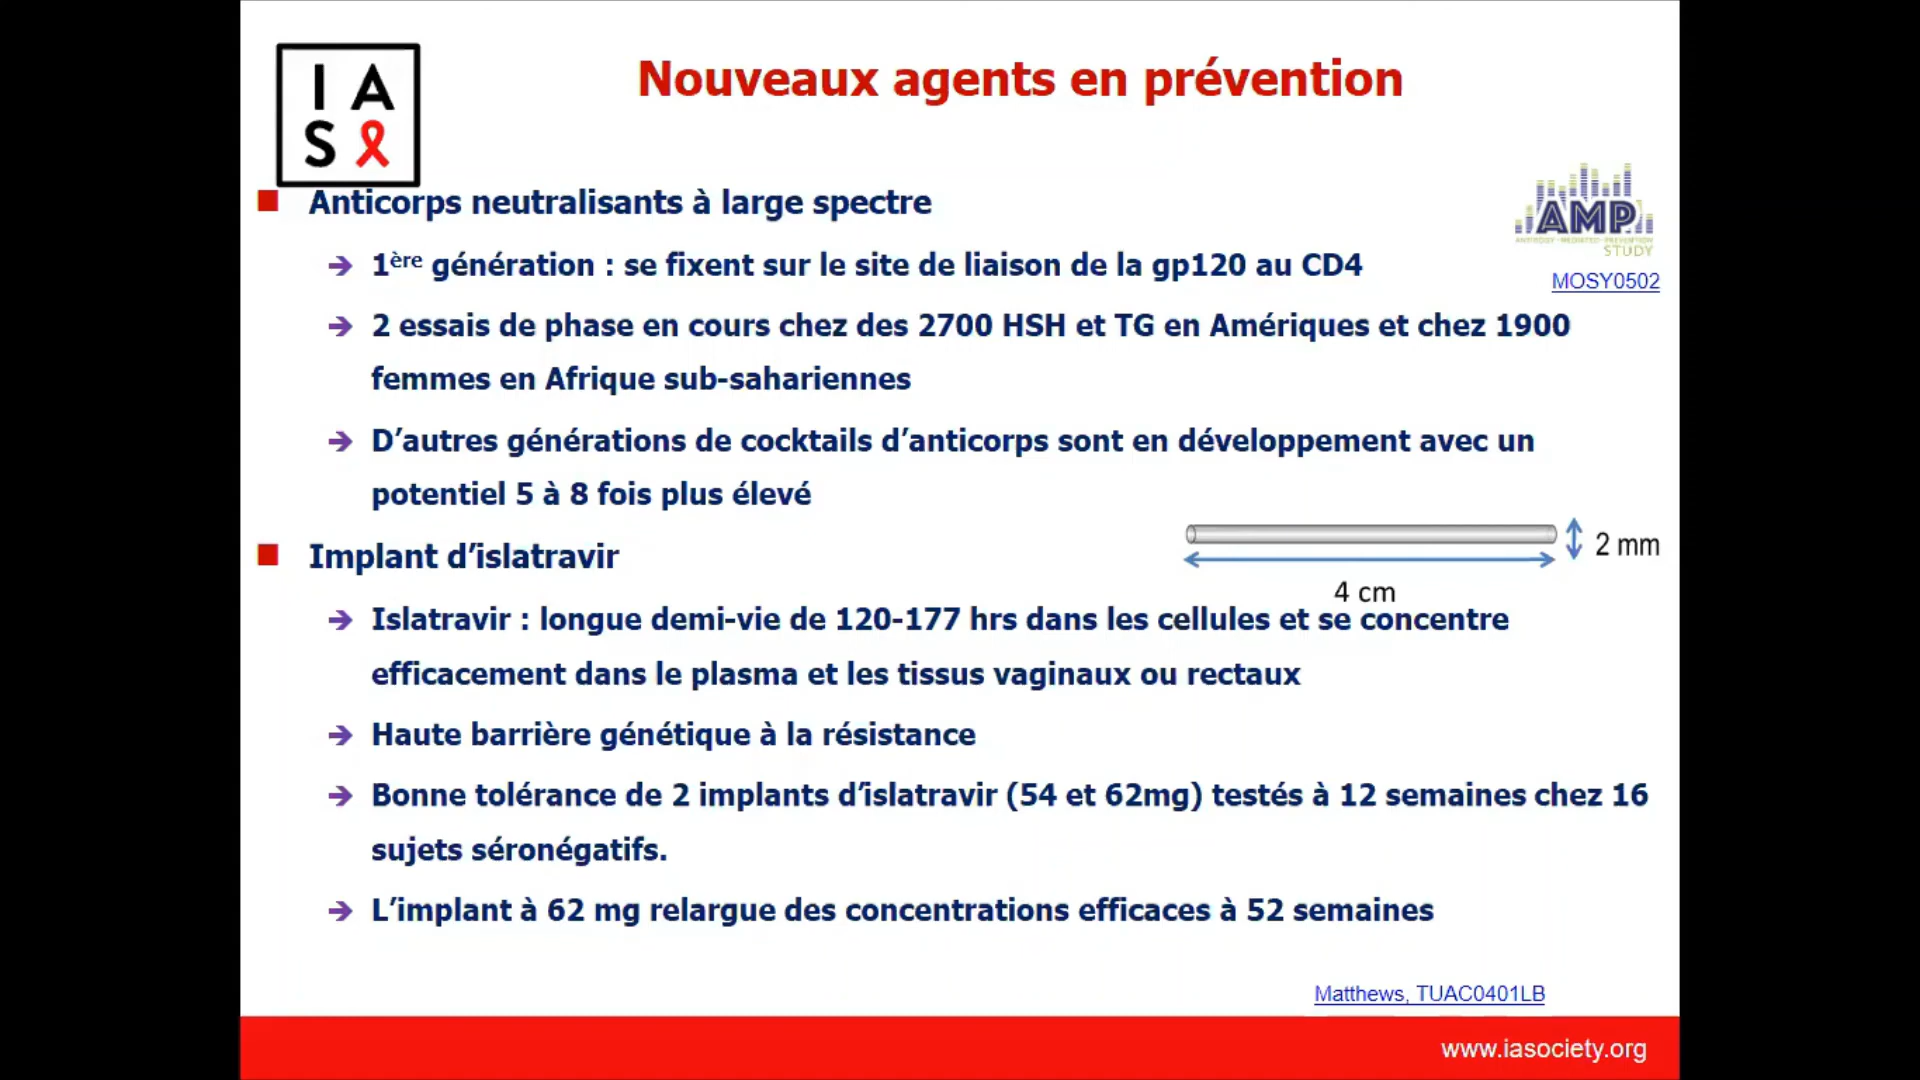 I A
S
Nouveaux agents en prévention
Anticorps neutralisants à large spectre
AMP
ANTIBODY MEDIATED PREVENTION
STUDY
1ère génération : se fixent sur le site de liaison de la gp120 au CD4
MOSY0502
2 essais de phase en cours chez des 2700 HSH et TG en Amériques et chez 1900
femmes en Afrique sub-sahariennes
D’autres générations de cocktails d’anticorps sont en développement avec un
potentiel 5 à 8 fois plus élevé
Implant d’islatravir
2 mm
4 cm
Islatravir : longue demi-vie de 120-177 hrs dans les cellules et se concentre
efficacement dans le plasma et les tissus vaginaux ou rectaux
Haute barrière génétique à la résistance
Bonne tolérance de 2 implants d’islatravir (54 et 62mg) testés à 12 semaines chez 16
sujets séronégatifs.
L’implant à 62 mg relargue des concentrations efficaces à 52 semaines
Matthews, TUAC0401LB
www.iasociety.org